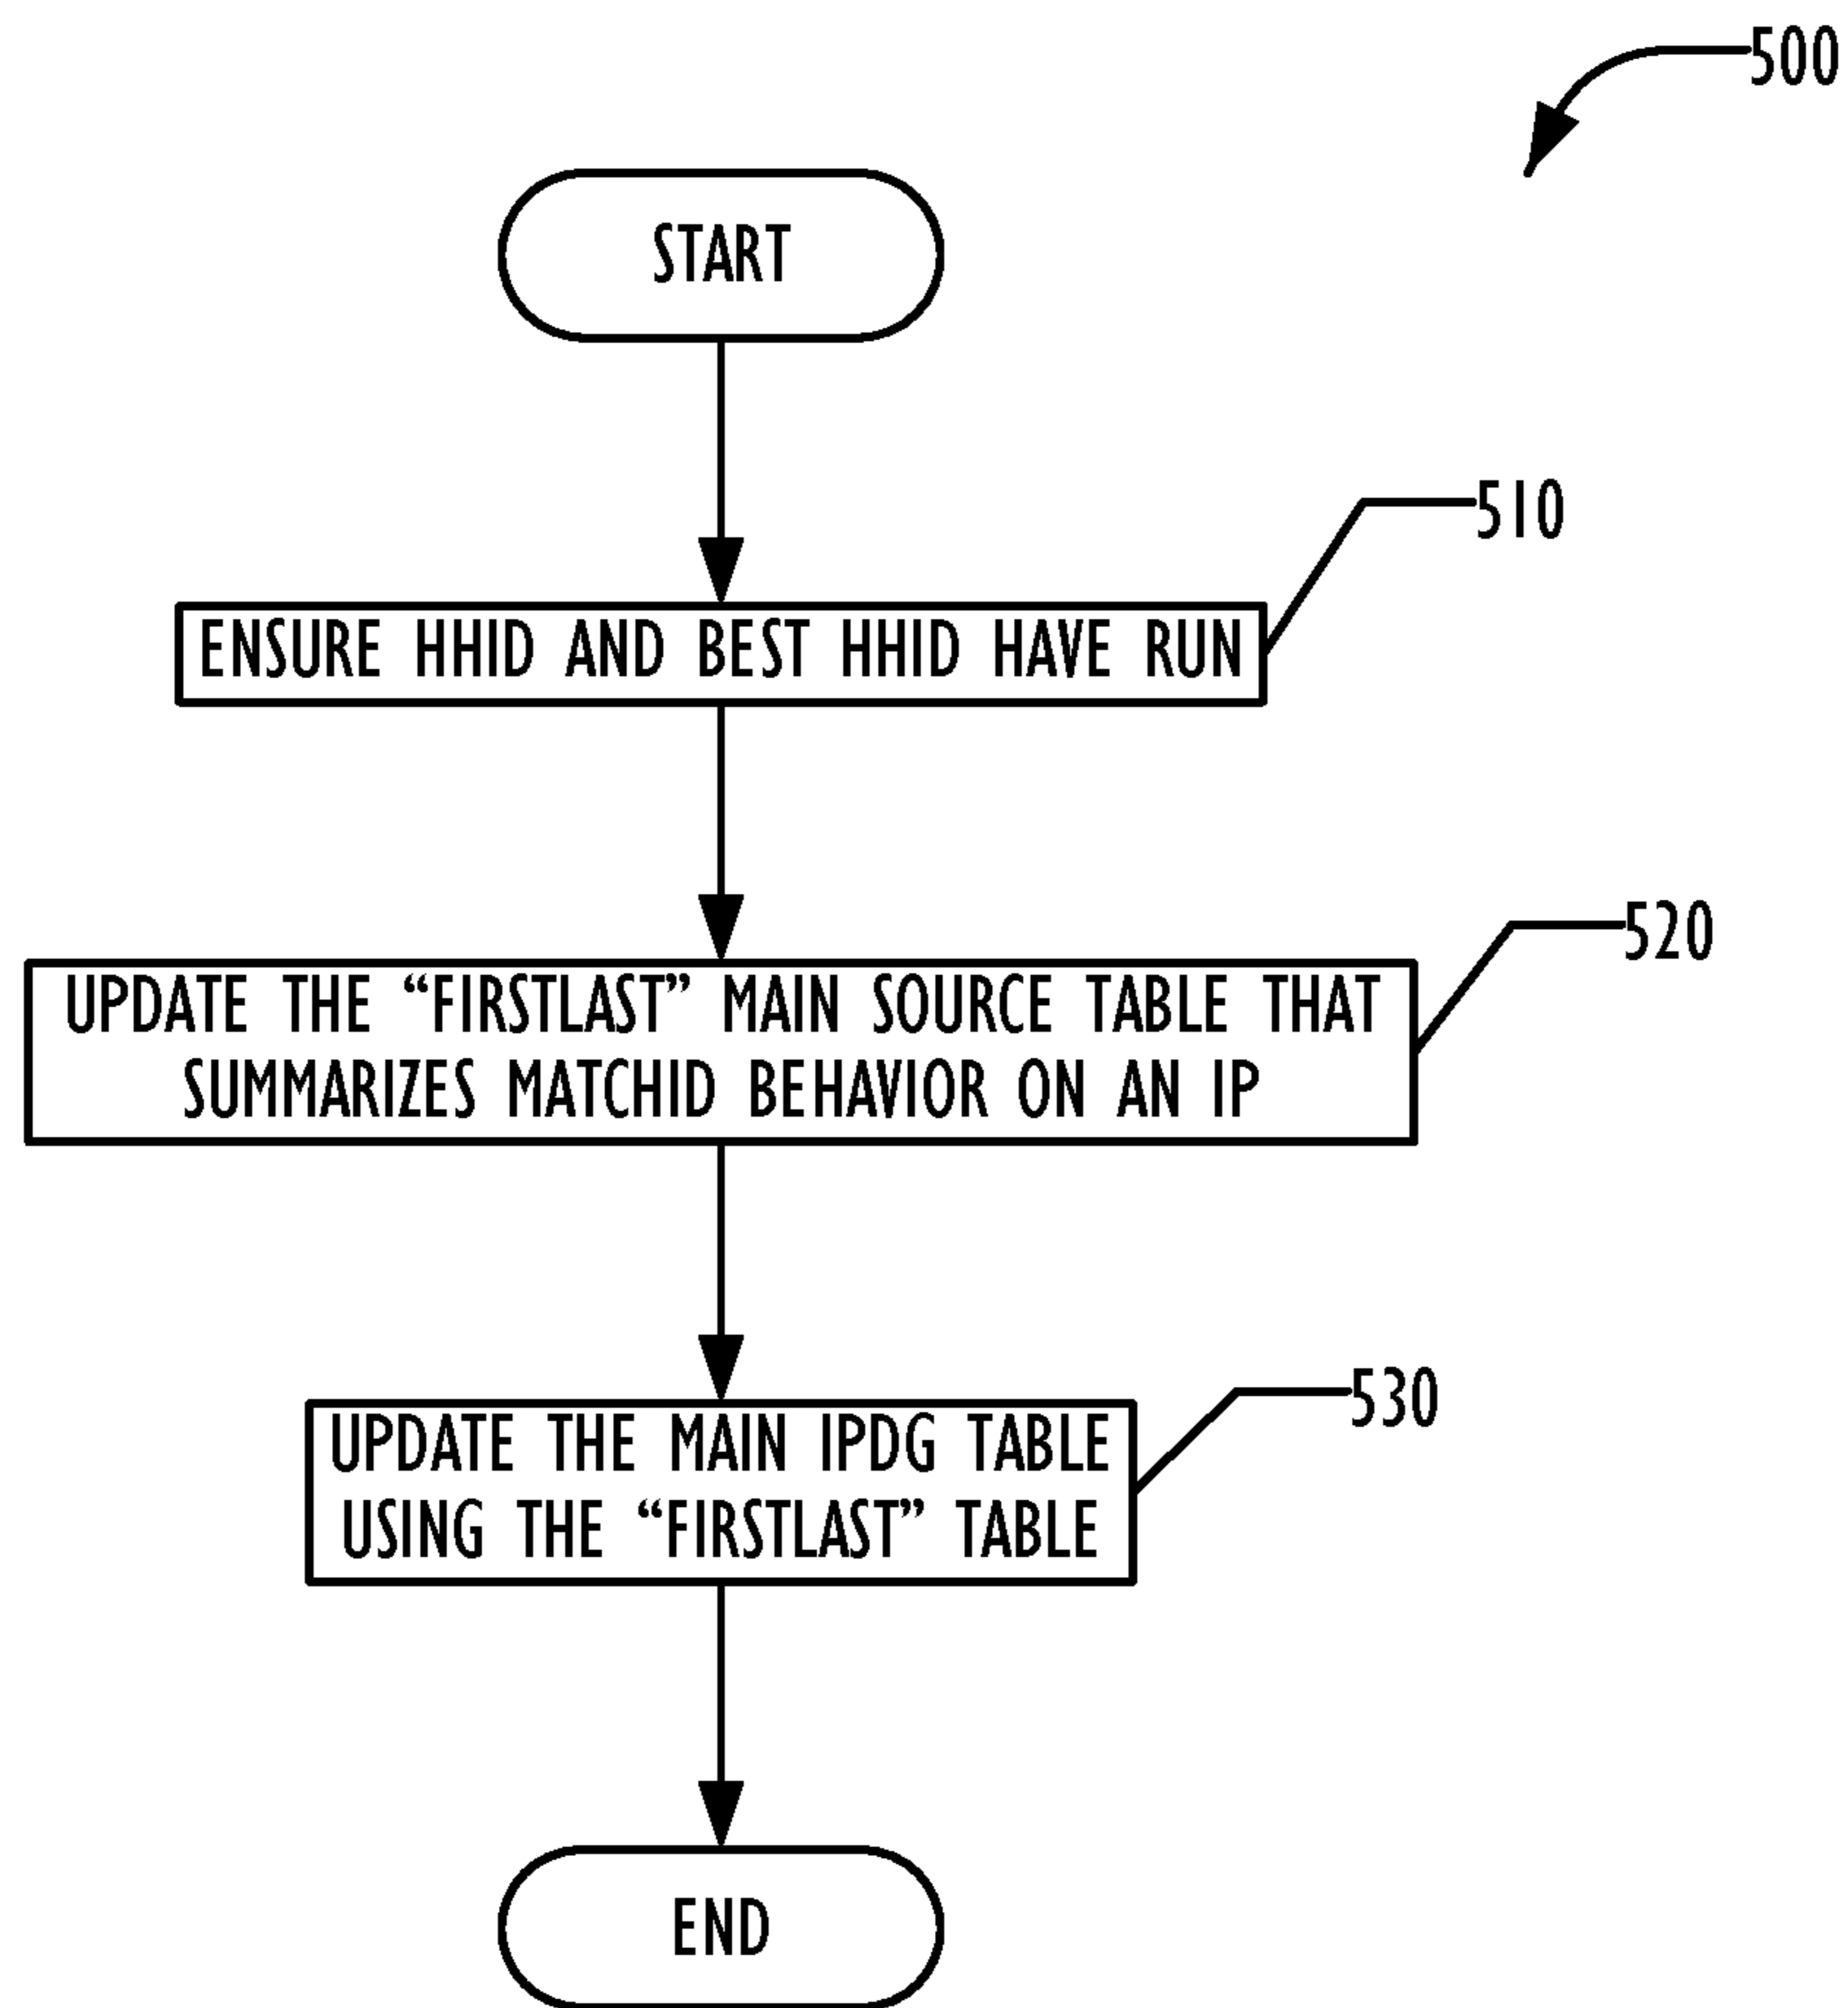 500
START
510
ENSURE HHID AND BEST HHID HAVE RUN
520
UPDATE THE “FIRSTLAST” MAIN SOURCE TABLE THAT
SUMMARIZES MATCHID BEHAVIOR ON AN IP
530
UPDATE THE MAIN IPDG TABLE
USING THE “FIRSTLAST” TABLE
END